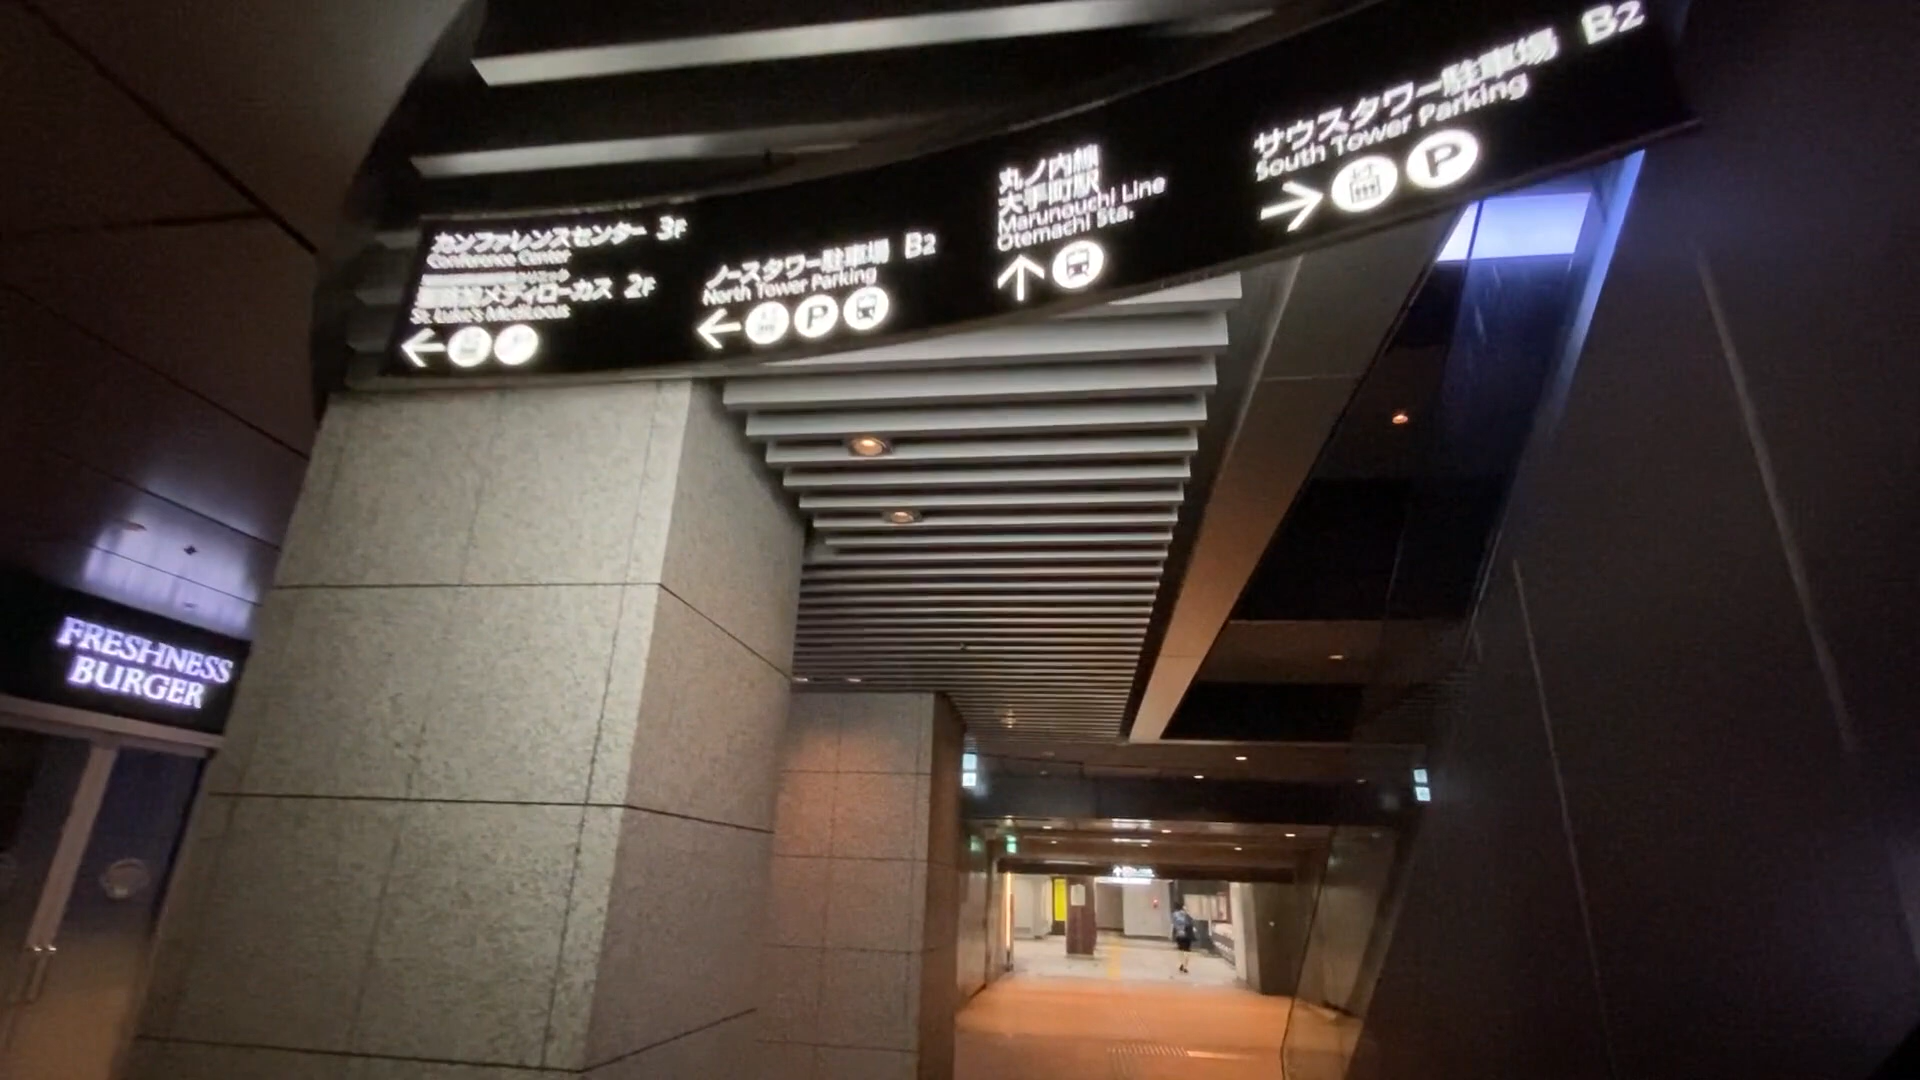 カンファレンスセンター 3F
Conference Center
メディローカス 2F
St. Luke's MediLocus
ノースタワー駐車場 B2
North Tower Parking
P
丸ノ内線
大手町駅
Marunouchi Line
Otemachi Sta.
サウスタワー駐車場 B2
South Tower Parking
P
FRESHNESS
BURGER